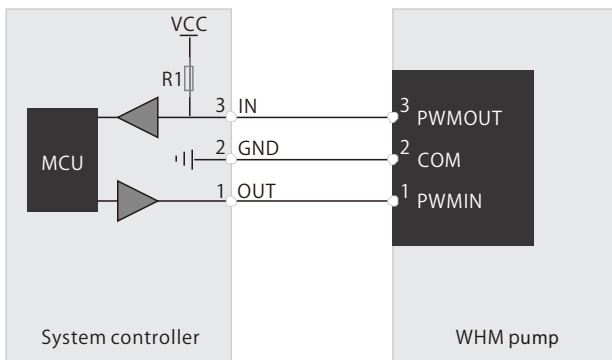 VCC
R1
3 IN
3 PWMOUT
MCU
2 GND
2 COM
1 OUT
1 PWMIN
System controller
WHM pump